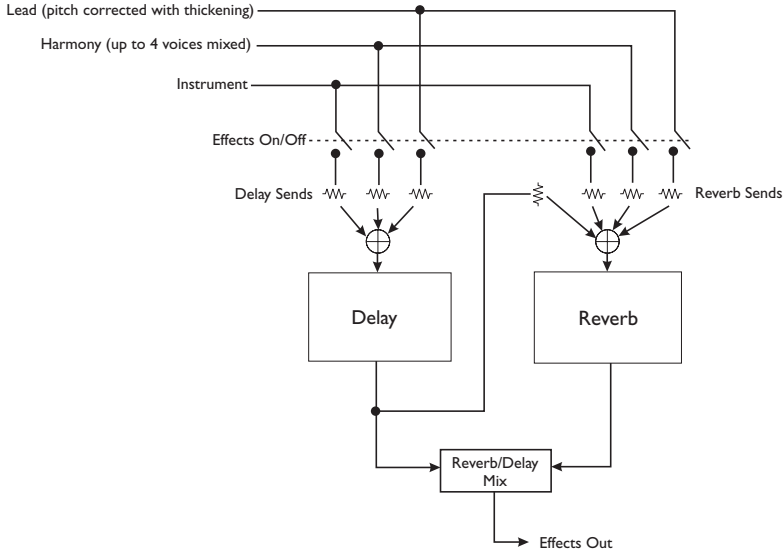 Lead (pitch corrected with thickening)
Harmony (up to 4 voices mixed)
Instrument
Effects On/Off
Delay Sends
Reverb Sends
Delay
Reverb
Reverb/Delay
Mix
Effects Out